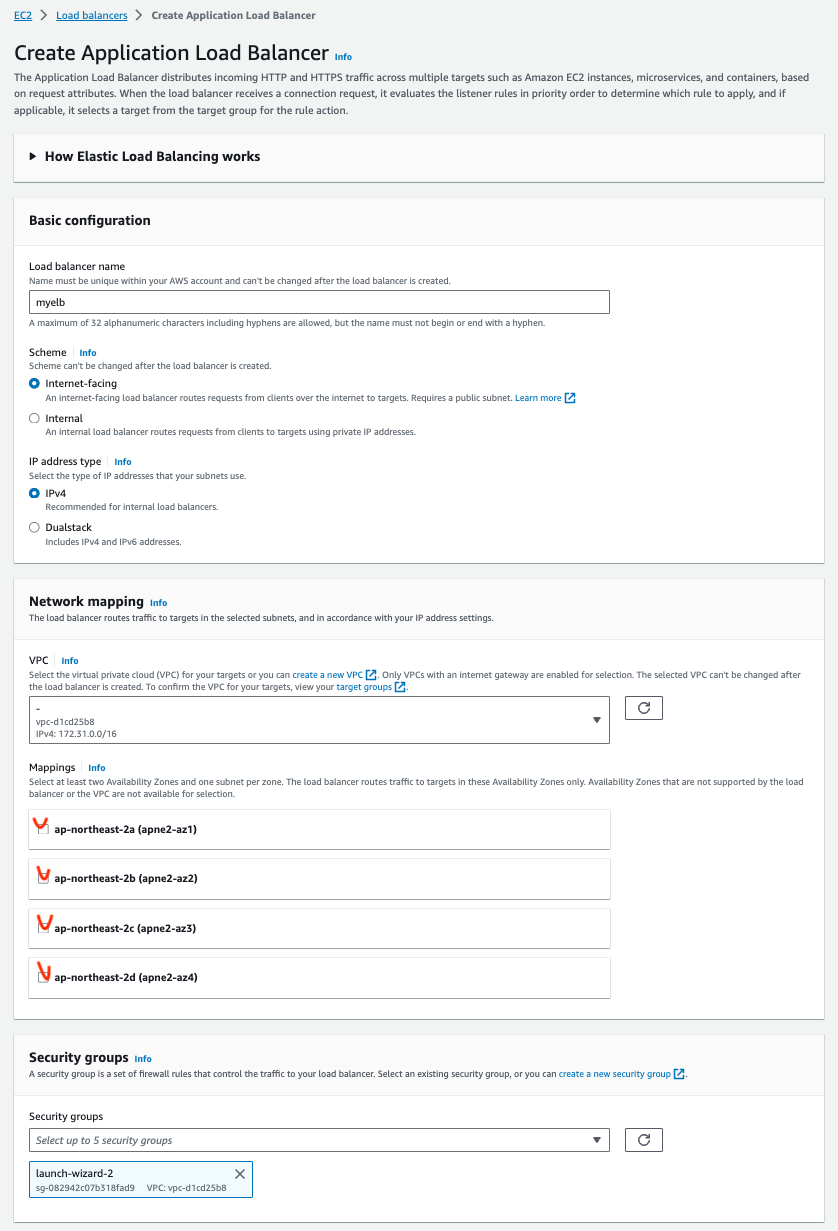 EC2 > Load balancers > Create Application Load Balancer
Create Application Load Balancer Info
The Application Load Balancer distributes incoming HTTP and HTTPS traffic across multiple targets such as Amazon EC2 instances, microservices, and containers, based
on request attributes. When the load balancer receives a connection request, it evaluates the listener rules in priority order to determine which rule to apply, and if
applicable, it selects a target from the target group for the rule action.
How Elastic Load Balancing works
Basic configuration
Load balancer name
Name must be unique within your AWS account and can't be changed after the load balancer is created.
myelb
A maximum of 32 alphanumeric characters including hyphens are allowed, but the name must not begin or end with a hyphen.
Scheme Info
Scheme can't be changed after the load balancer is created.
Internet-facing
An internet-facing load balancer routes requests from clients over the internet to targets. Requires a public subnet. Learn more
Internal
An internal load balancer routes requests from clients to targets using private IP addresses.
IP address type Info
Select the type of IP addresses that your subnets use.
IPv4
Recommended for internal load balancers.
Dualstack
Includes IPv4 and IPv6 addresses.
Network mapping Info
The load balancer routes traffic to targets in the selected subnets, and in accordance with your IP address settings.
VPC Info
Select the virtual private cloud (VPC) for your targets or you can create a new VPC. Only VPCs with an internet gateway are enabled for selection. The selected VPC can't be changed after
the load balancer is created. To confirm the VPC for your targets, view your target groups.
-
vpc-d1cd25b8
IPv4: 172.31.0.0/16
Mappings Info
Select at least two Availability Zones and one subnet per zone. The load balancer routes traffic to targets in these Availability Zones only. Availability Zones that are not supported by the load
balancer or the VPC are not available for selection.
ap-northeast-2a (apne2-az1)
ap-northeast-2b (apne2-az2)
ap-northeast-2c (apne2-az3)
ap-northeast-2d (apne2-az4)
Security groups Info
A security group is a set of firewall rules that control the traffic to your load balancer. Select an existing security group, or you can create a new security group.
Security groups
Select up to 5 security groups
launch-wizard-2
sg-082942c07b318fad9 VPC: vpc-d1cd25b8